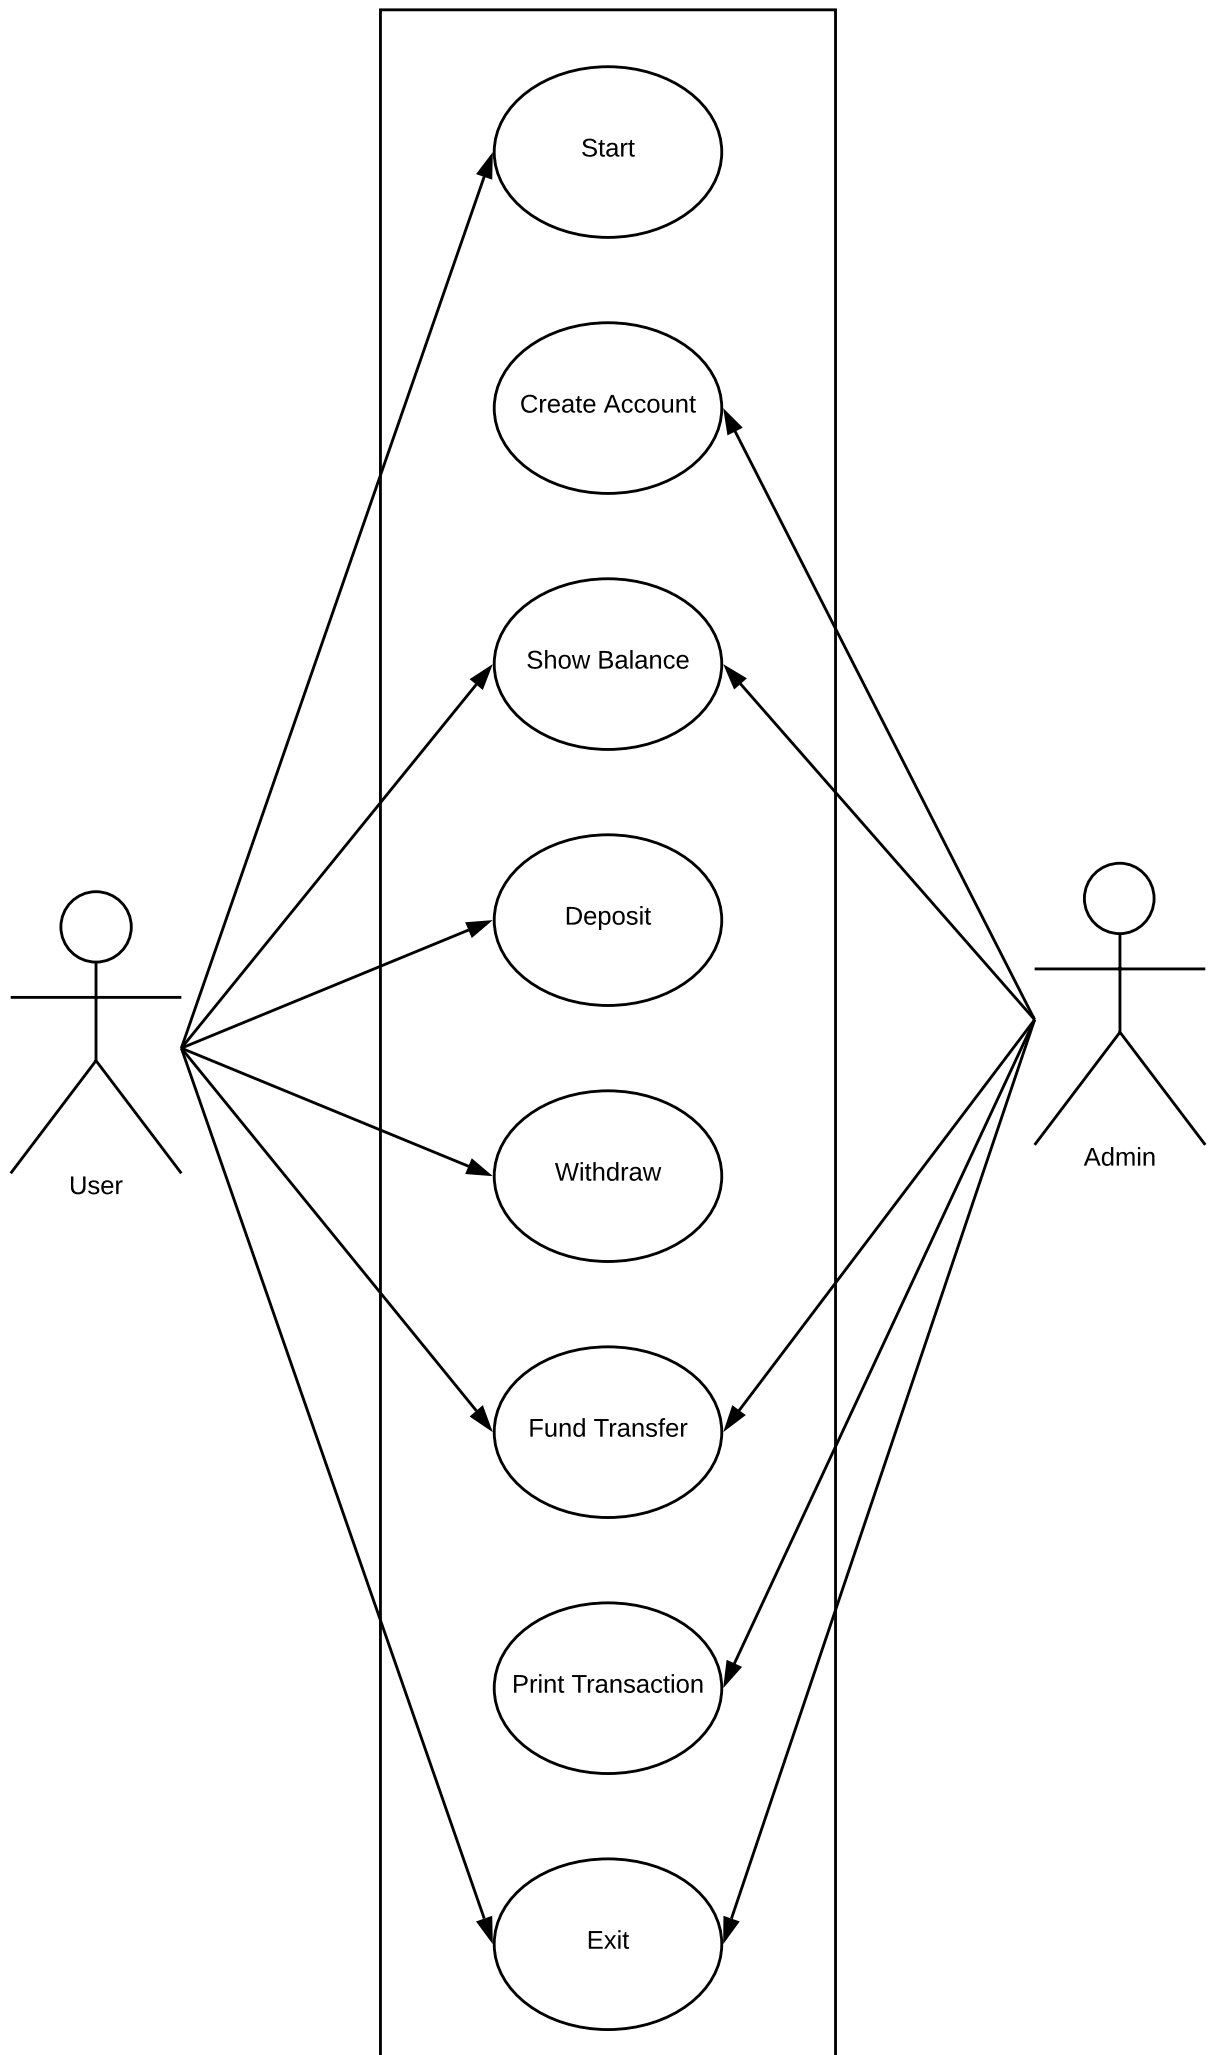 Start
Create Account
Show Balance
Deposit
Withdraw
User
Admin
Fund Transfer
Print Transaction
Exit